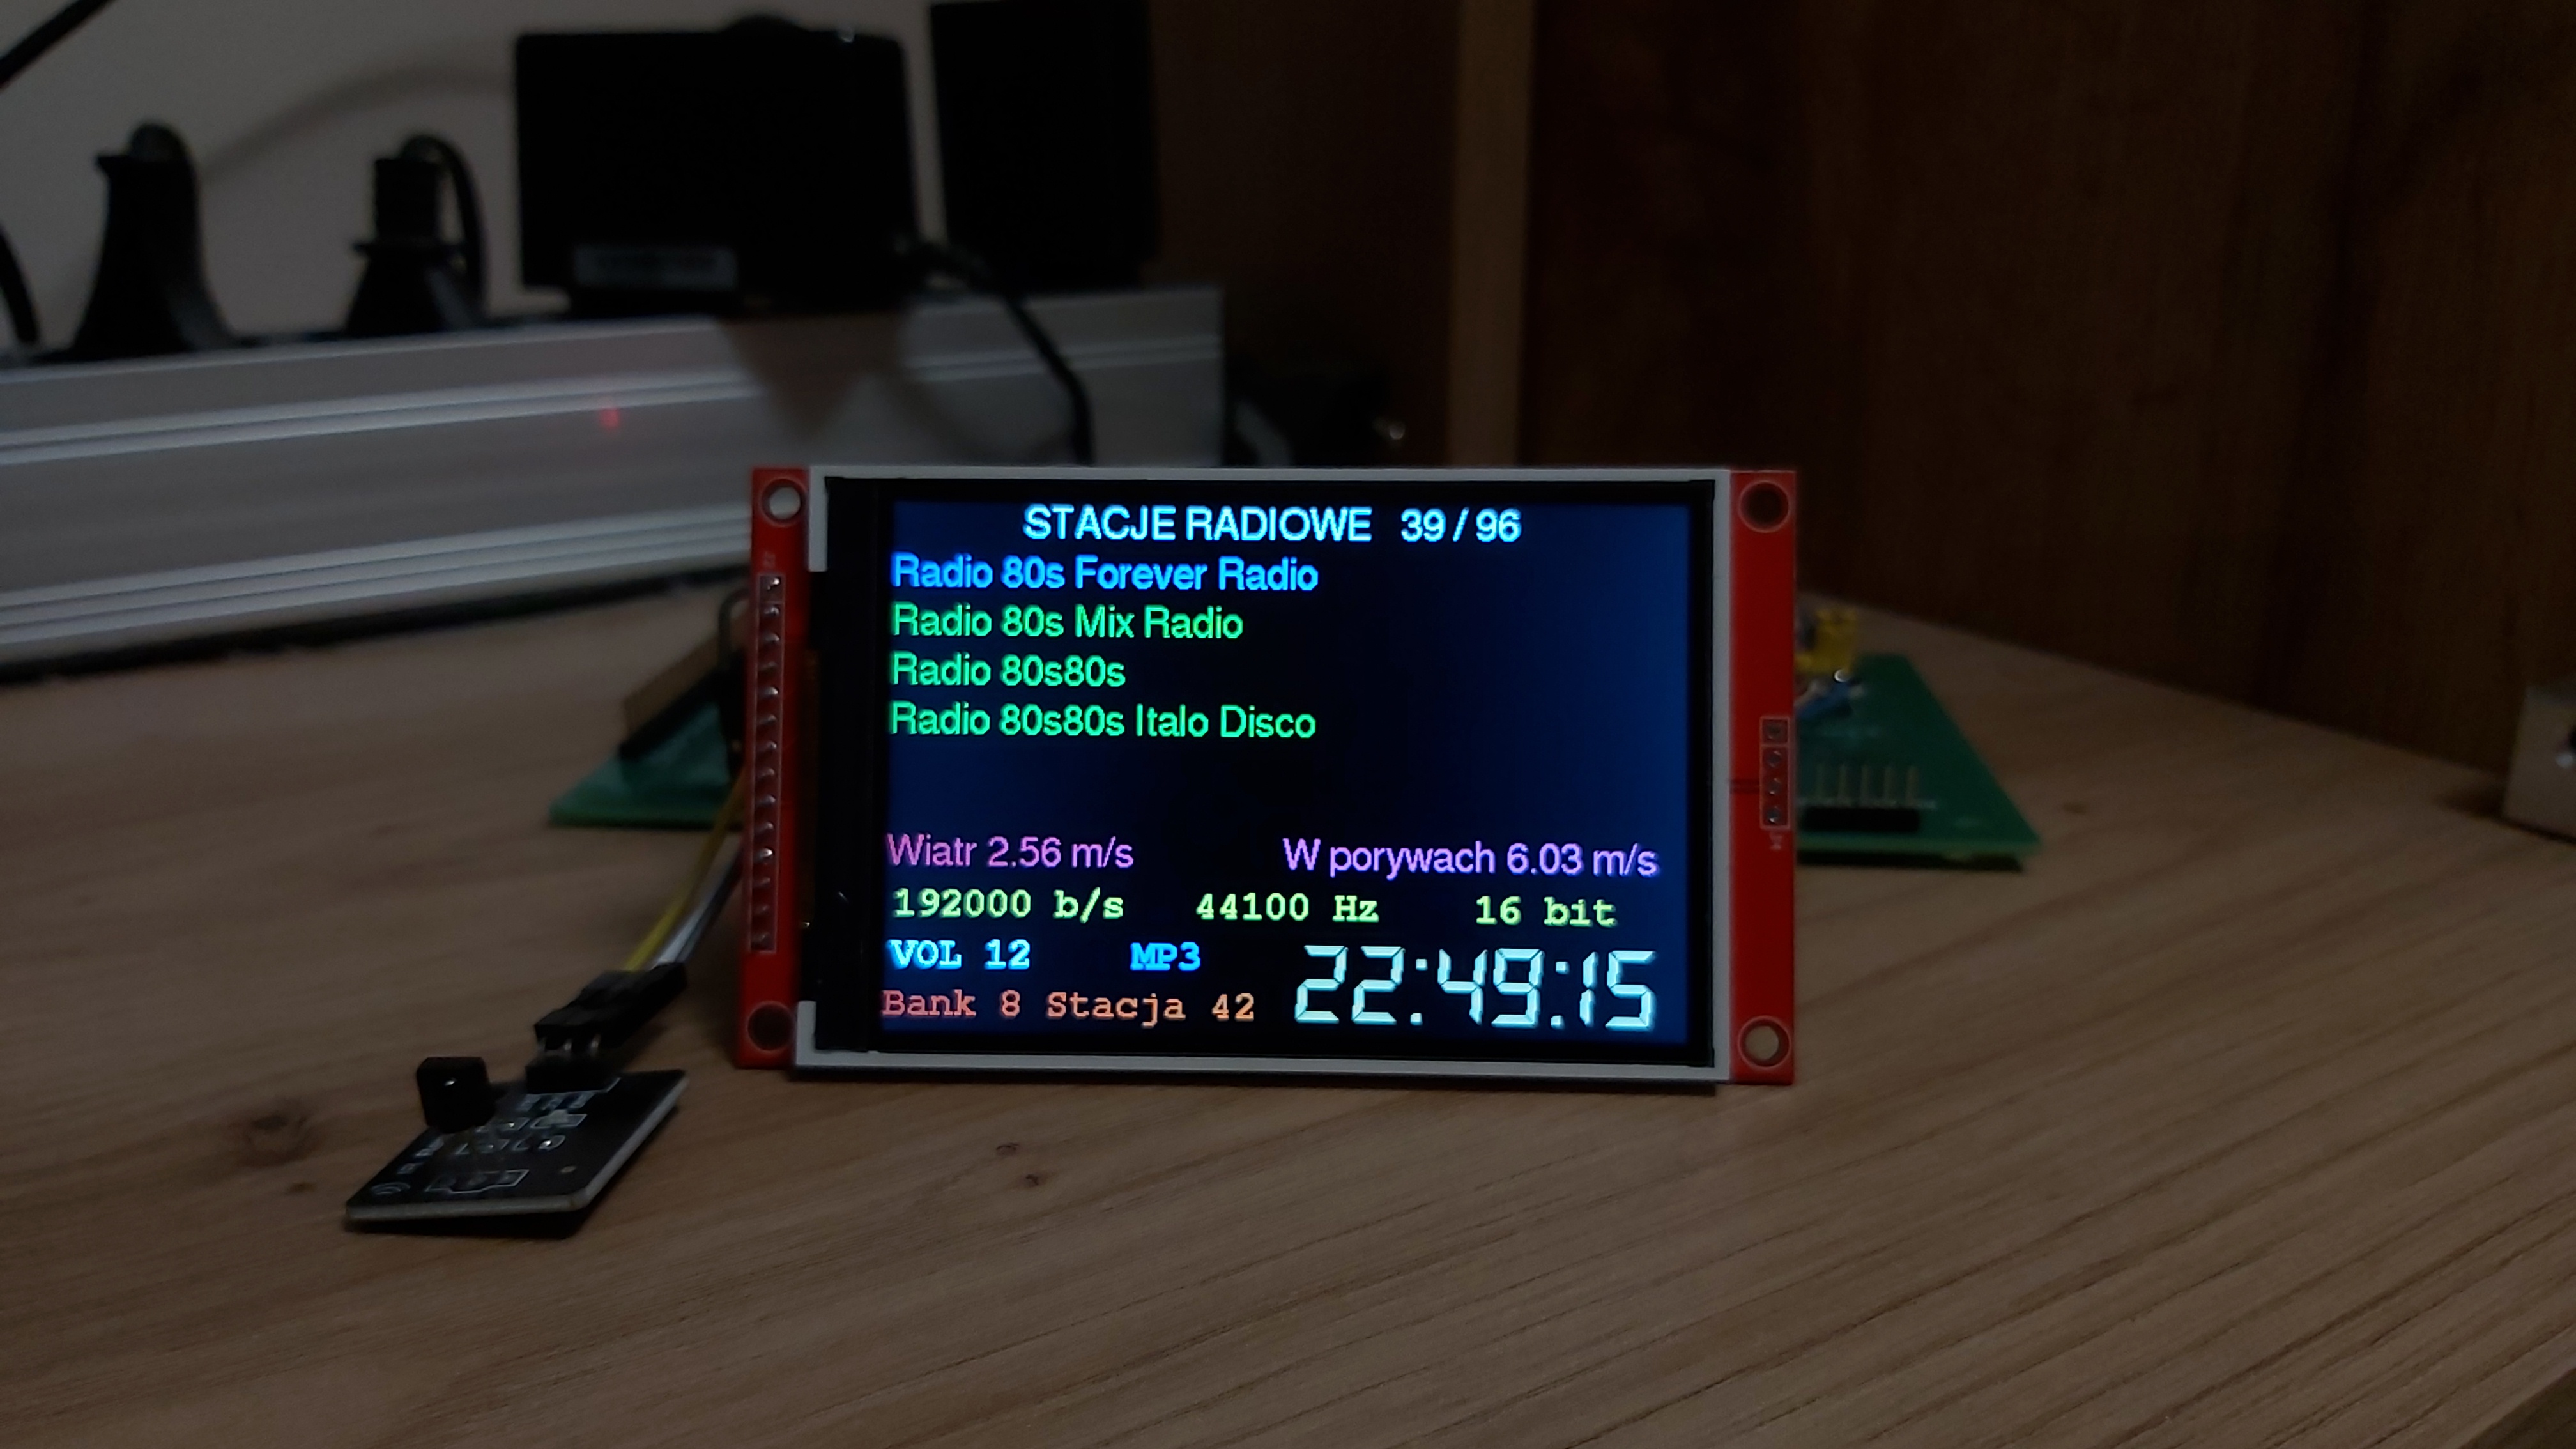 STACJE RADIOWE 39 / 96
Radio 80s Forever Radio
Radio 80s Mix Radio
Radio 80s80s
Radio 80s80s Italo Disco
Wiatr 2.56 m/s W porywach 6.03 m/s
192000 b/s 44100 Hz 16 bit
VOL 12 MP3 22:49:15
Bank 8 Stacja 42